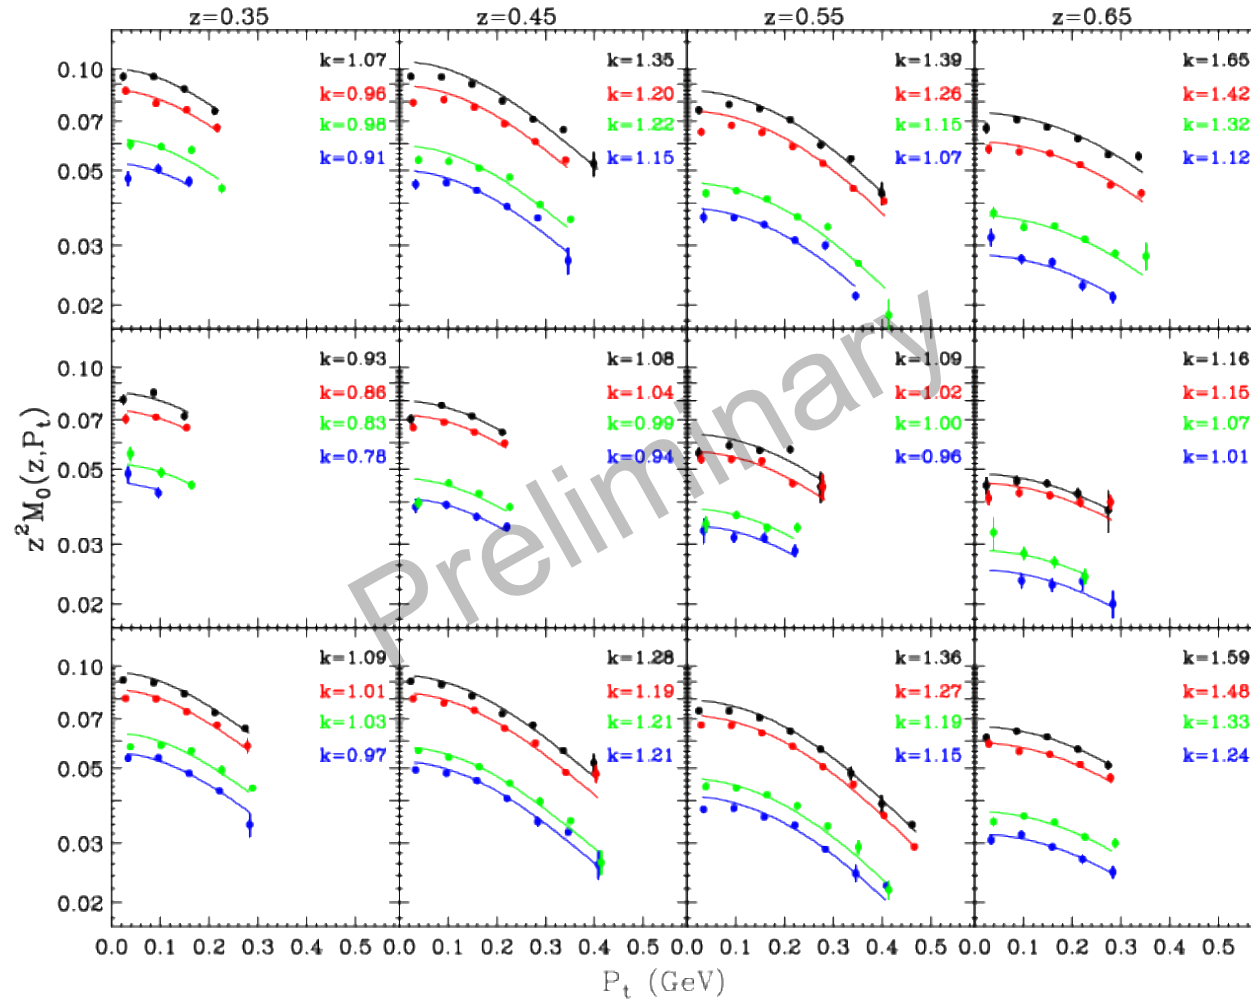 z=0.35 z=0.45 z=0.55 z=0.65
k=1.07 k=1.35 k=1.39 k=1.65
0.10
k=0.96 k=1.20 k=1.26 k=1.42
0.07 k=0.98 k=1.22 k=1.15 k=1.32
k=0.91 k=1.15 k=1.07 k=1.12
0.05
0.03
0.02
k=0.93 k=1.08 k=1.09 k=1.16
0.10
k=0.86 k=1.04 k=1.02 k=1.15
0.07 k=0.83 k=0.99 k=1.00 k=1.07
k=0.78 k=0.94 k=0.96 k=1.01
0.05
0.03
0.02
z²M₀(z,Pₜ)
Preliminary
k=1.09 k=1.28 k=1.36 k=1.59
0.10
k=1.01 k=1.19 k=1.27 k=1.48
0.07 k=1.03 k=1.21 k=1.19 k=1.33
k=0.97 k=1.21 k=1.15 k=1.24
0.05
0.03
0.02
0.0 0.1 0.2 0.3 0.4 0.5 0.0 0.1 0.2 0.3 0.4 0.5 0.0 0.1 0.2 0.3 0.4 0.5 0.0 0.1 0.2 0.3 0.4 0.5
Pₜ (GeV)